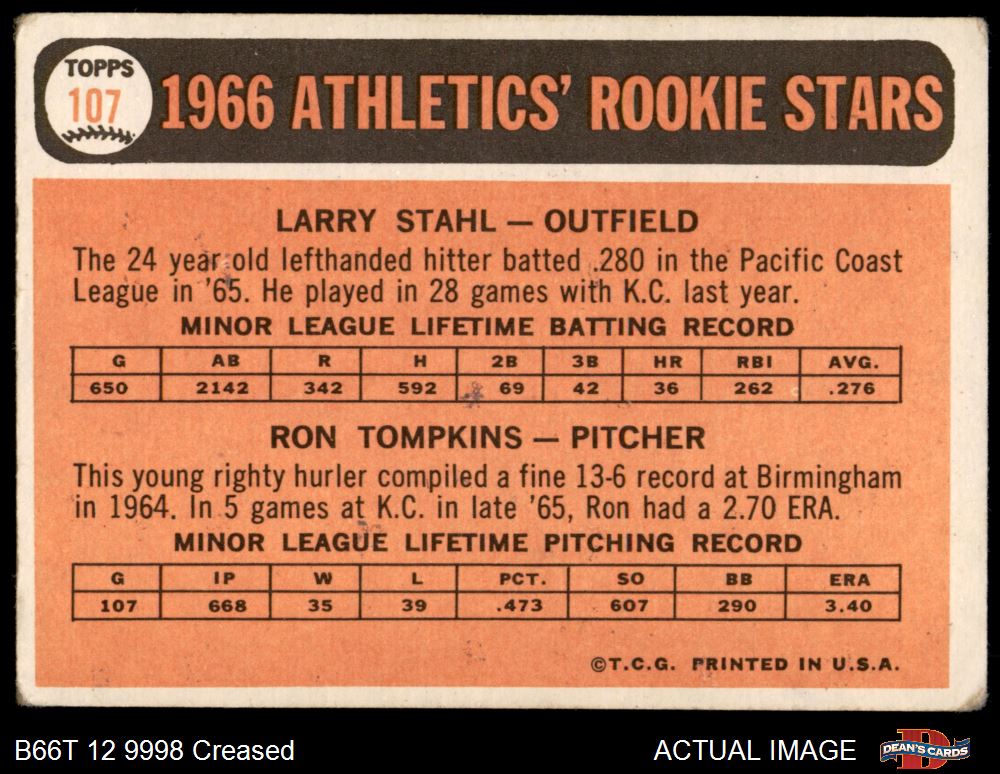 TOPPS
107
1966 ATHLETICS' ROOKIE STARS
LARRY STAHL — OUTFIELD
The 24 year old lefthanded hitter batted .280 in the Pacific Coast
League in '65. He played in 28 games with K.C. last year.
MINOR LEAGUE LIFETIME BATTING RECORD
G AB R H 2B 3B HR RBI AVG.
650 2142 342 592 69 42 36 262 .276
RON TOMPKINS — PITCHER
This young righty hurler compiled a fine 13-6 record at Birmingham
in 1964. In 5 games at K.C. in late '65, Ron had a 2.70 ERA.
MINOR LEAGUE LIFETIME PITCHING RECORD
G IP W L PCT. SO BB ERA
107 668 35 39 .473 607 290 3.40
©T.C.G. PRINTED IN U.S.A.
B66T 12 9998 Creased
ACTUAL IMAGE
DEAN'S CARDS